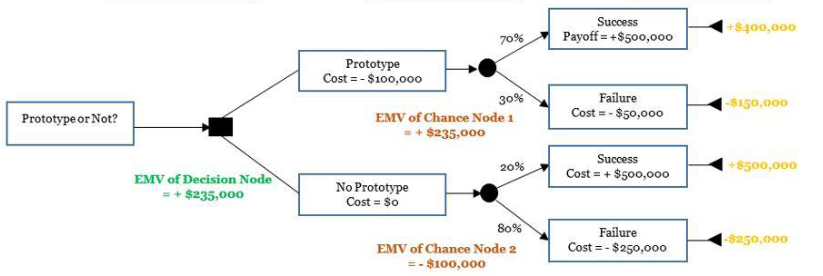 Prototype or Not?
EMV of Decision Node
= + $235,000
Prototype
Cost = - $100,000
EMV of Chance Node 1
= + $235,000
70%
30%
Success
Payoff = +$500,000
+$400,000
Failure
Cost = - $50,000
-$150,000
No Prototype
Cost = $0
EMV of Chance Node 2
= - $100,000
20%
80%
Success
Cost = + $500,000
+$500,000
Failure
Cost = - $250,000
-$250,000